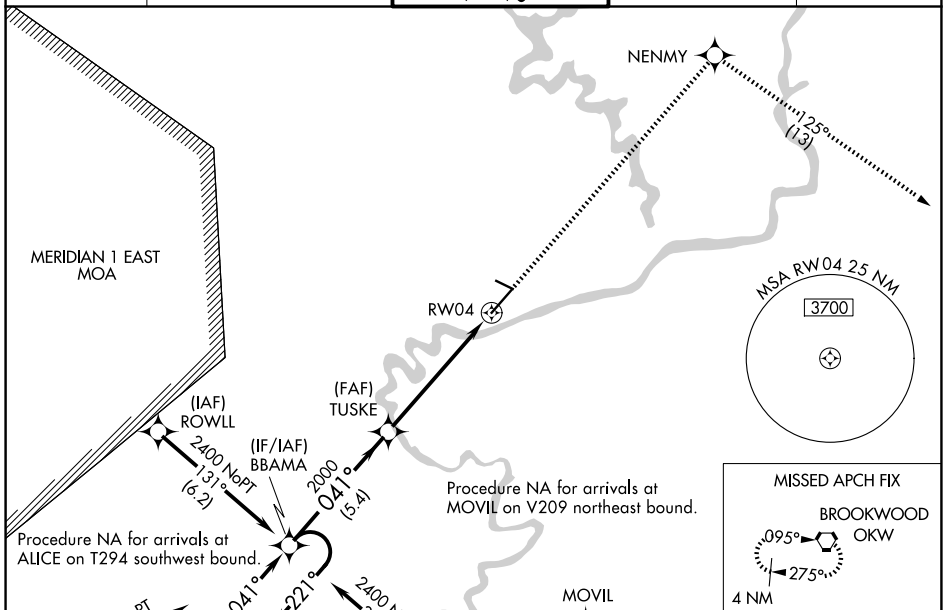 NENMY
125°
(13)
MERIDIAN 1 EAST
MOA
MSA RW04 25 NM
3700
RW04
(FAF)
TUSKE
(IAF)
ROWLL
(IF/IAF)
BBAMA
2400 NoPT
131°
(6.2)
2000
041°
(5.4)
Procedure NA for arrivals at
MOVIL on V209 northeast bound.
Procedure NA for arrivals at
ALICE on T294 southwest bound.
MISSED APCH FIX
BROOKWOOD
OKW
095°
275°
4 NM
041°
221°
2400
MOVIL